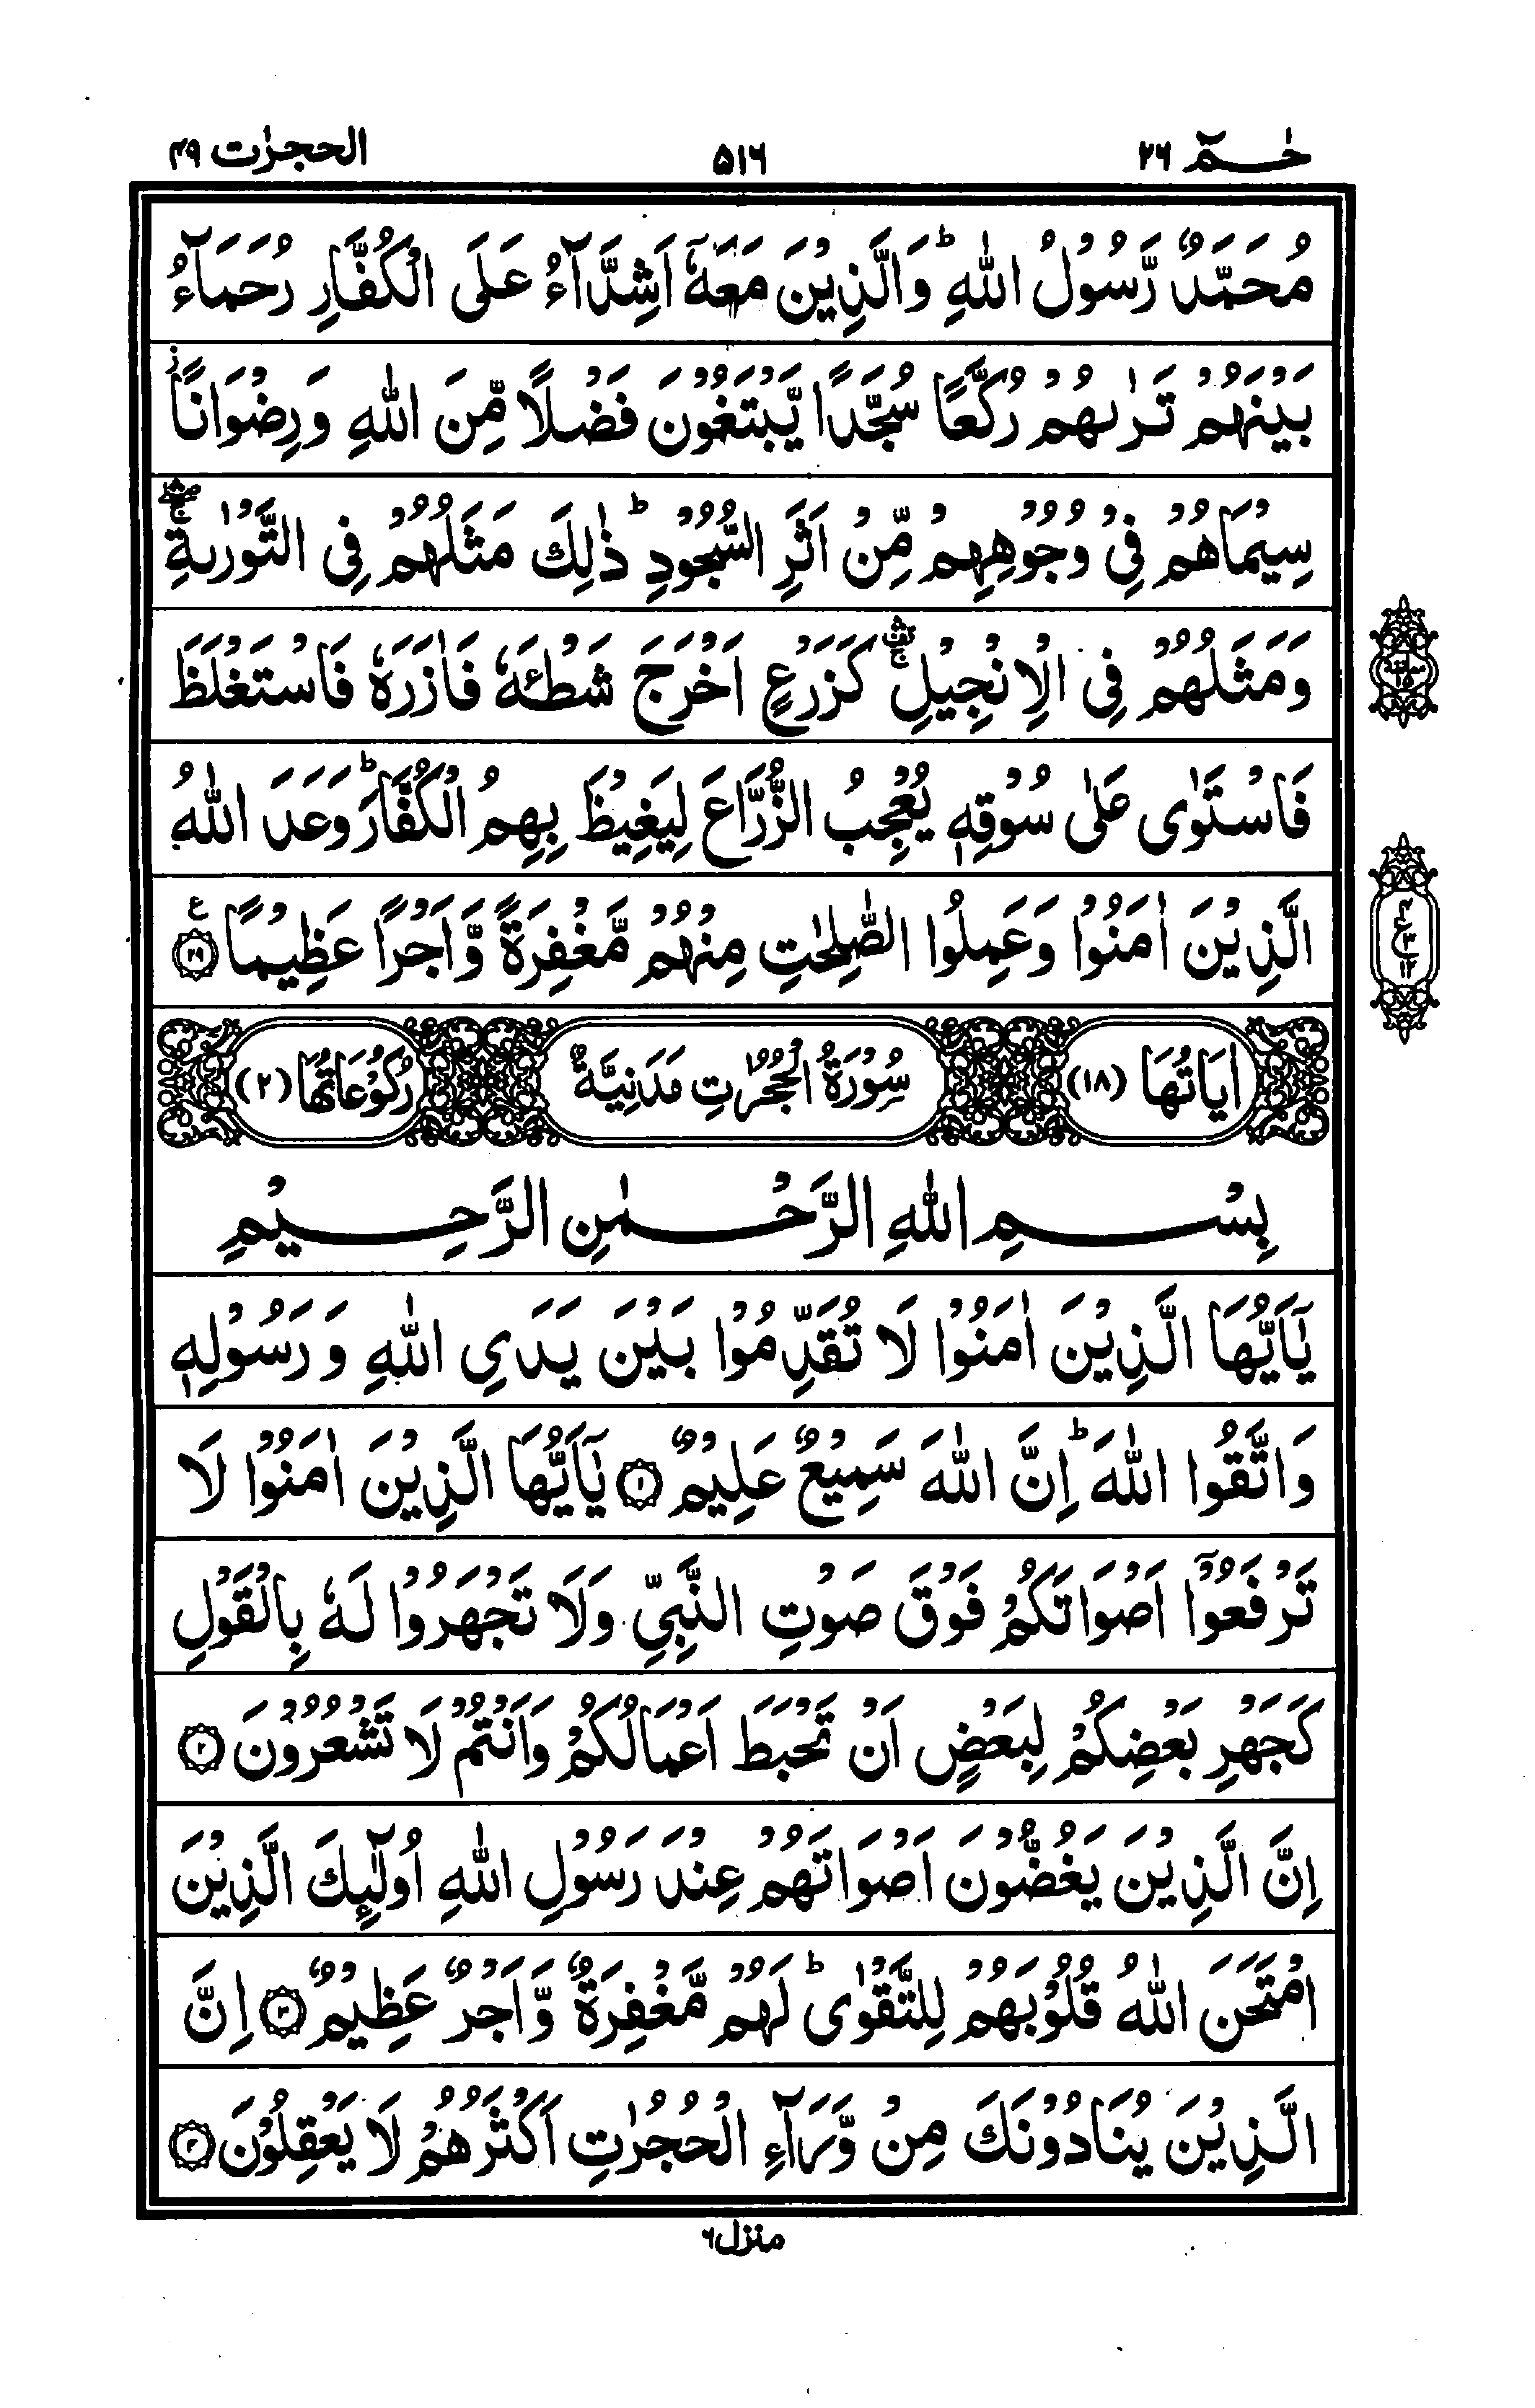 حٰـمٓ ٢٦ ٥١٦ الحجرٰت ٤٩
مُحَمَّدٌ رَّسُوْلُ اللّٰهِ ؕ وَالَّذِیْنَ مَعَهٗۤ اَشِدَّآءُ عَلَی الْكُفَّارِ رُحَمَآءُ
بَیْنَهُمْ تَرٰىهُمْ رُكَّعًا سُجَّدًا یَّبْتَغُوْنَ فَضْلًا مِّنَ اللّٰهِ وَرِضْوَانًا ؗ
سِیْمَاهُمْ فِیْ وُجُوْهِهِمْ مِّنْ اَثَرِ السُّجُوْدِ ؕ ذٰلِكَ مَثَلُهُمْ فِی التَّوْرٰىةِ ۛۖۚ
وَمَثَلُهُمْ فِی الْاِنْجِیْلِ ۛ۫ۚ كَزَرْعٍ اَخْرَجَ شَطْـَٔهٗ فَاٰزَرَهٗ فَاسْتَغْلَظَ
فَاسْتَوٰی عَلٰی سُوْقِهٖ یُعْجِبُ الزُّرَّاعَ لِیَغِیْظَ بِهِمُ الْكُفَّارَ ؕ وَعَدَ اللّٰهُ
الَّذِیْنَ اٰمَنُوْا وَعَمِلُوا الصّٰلِحٰتِ مِنْهُمْ مَّغْفِرَةً وَّاَجْرًا عَظِیْمًا ۟﴿٢٩﴾ ع
اٰیَاتُهَا (١٨) سُوْرَةُ الْحُجُرٰتِ مَدَنِیَّةٌ رُكُوْعَاتُهَا (٢)
بِسْمِ اللّٰهِ الرَّحْمٰنِ الرَّحِیْمِ
یٰۤاَیُّهَا الَّذِیْنَ اٰمَنُوْا لَا تُقَدِّمُوْا بَیْنَ یَدَیِ اللّٰهِ وَرَسُوْلِهٖ
وَاتَّقُوا اللّٰهَ ؕ اِنَّ اللّٰهَ سَمِیْعٌ عَلِیْمٌ ﴿١﴾ یٰۤاَیُّهَا الَّذِیْنَ اٰمَنُوْا لَا
تَرْفَعُوْۤا اَصْوَاتَكُمْ فَوْقَ صَوْتِ النَّبِیِّ وَلَا تَجْهَرُوْا لَهٗ بِالْقَوْلِ
كَجَهْرِ بَعْضِكُمْ لِبَعْضٍ اَنْ تَحْبَطَ اَعْمَالُكُمْ وَاَنْتُمْ لَا تَشْعُرُوْنَ ﴿٢﴾
اِنَّ الَّذِیْنَ یَغُضُّوْنَ اَصْوَاتَهُمْ عِنْدَ رَسُوْلِ اللّٰهِ اُولٰٓىِٕكَ الَّذِیْنَ
امْتَحَنَ اللّٰهُ قُلُوْبَهُمْ لِلتَّقْوٰی ؕ لَهُمْ مَّغْفِرَةٌ وَّاَجْرٌ عَظِیْمٌ ﴿٣﴾ اِنَّ
الَّذِیْنَ یُنَادُوْنَكَ مِنْ وَّرَآءِ الْحُجُرٰتِ اَكْثَرُهُمْ لَا یَعْقِلُوْنَ ﴿٤﴾
منزل ٦